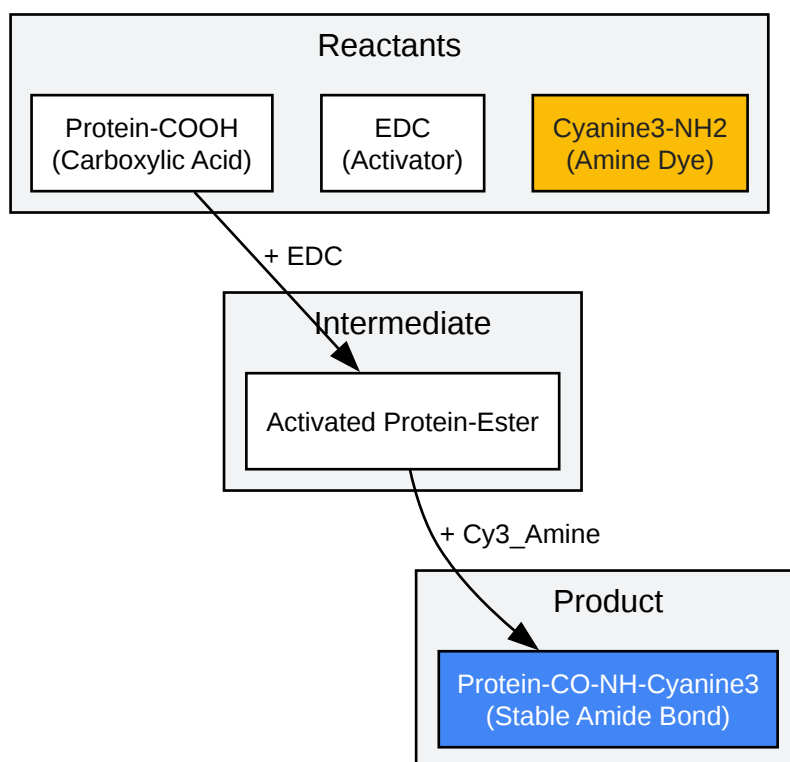 Reactants
Protein-COOH
(Carboxylic Acid)
EDC
(Activator)
Cyanine3-NH2
(Amine Dye)
+ EDC
Intermediate
Activated Protein-Ester
+ Cy3_Amine
Product
Protein-CO-NH-Cyanine3
(Stable Amide Bond)